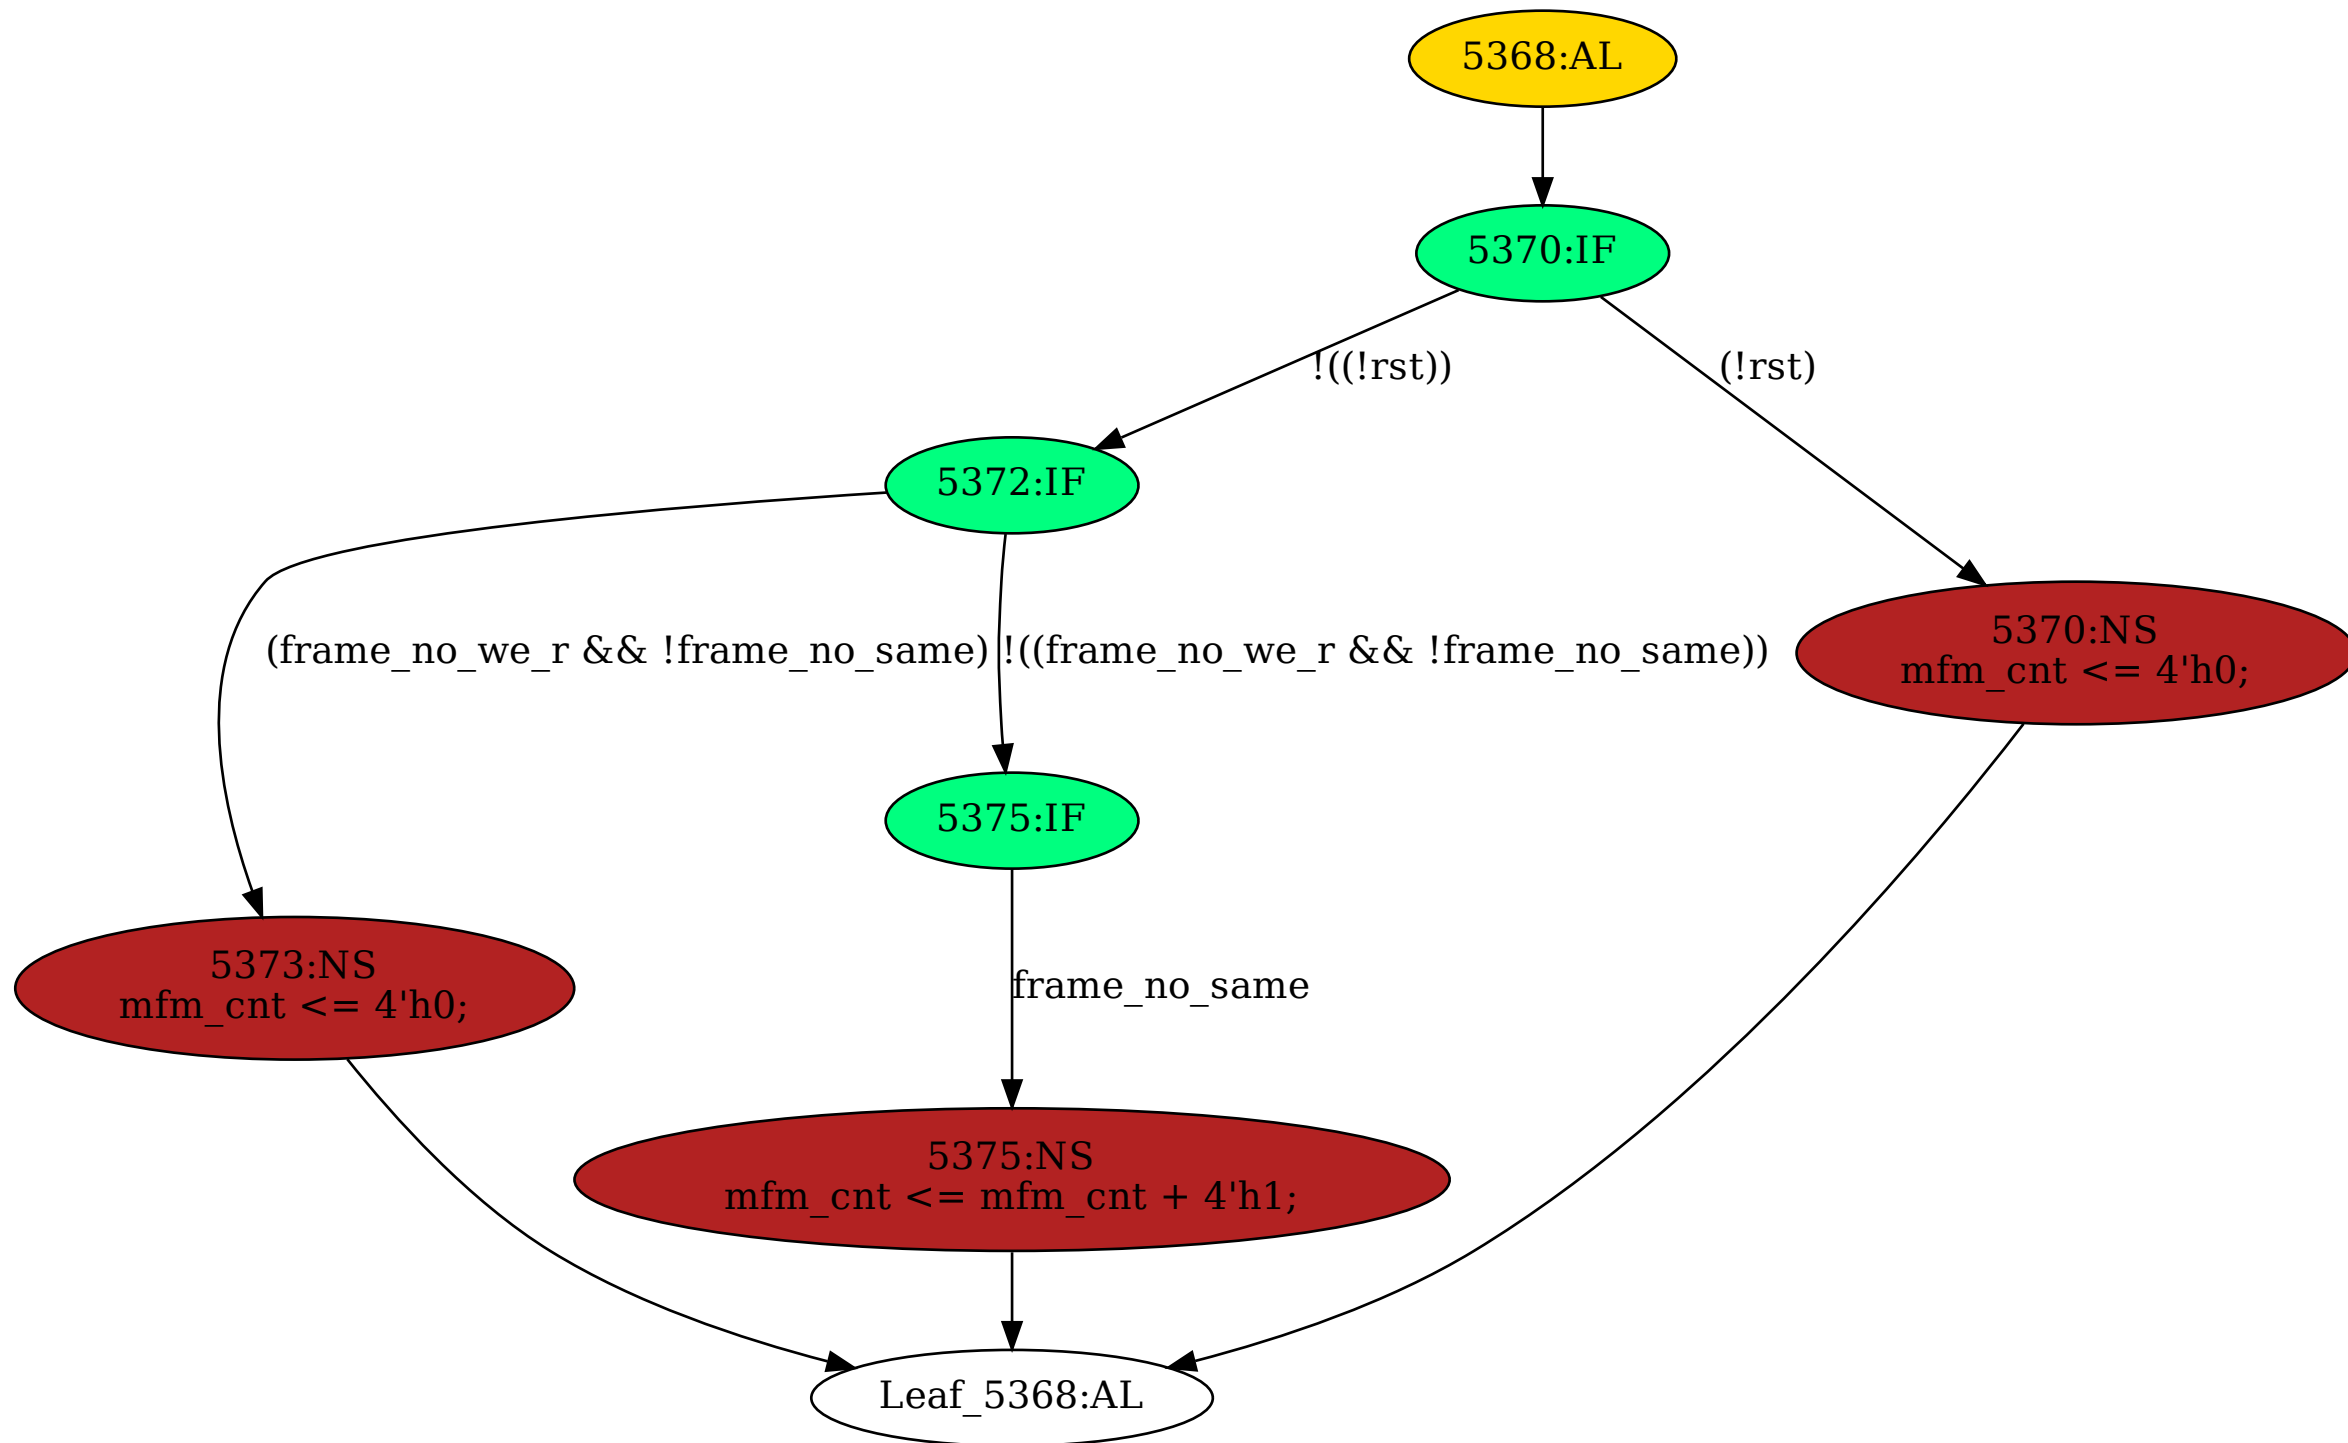 5368:AL
5370:IF
!((!rst))
(!rst)
5372:IF
(frame_no_we_r && !frame_no_same)
!((frame_no_we_r && !frame_no_same))
5370:NS
mfm_cnt <= 4'h0;
5375:IF
5373:NS
mfm_cnt <= 4'h0;
frame_no_same
5375:NS
mfm_cnt <= mfm_cnt + 4'h1;
Leaf_5368:AL